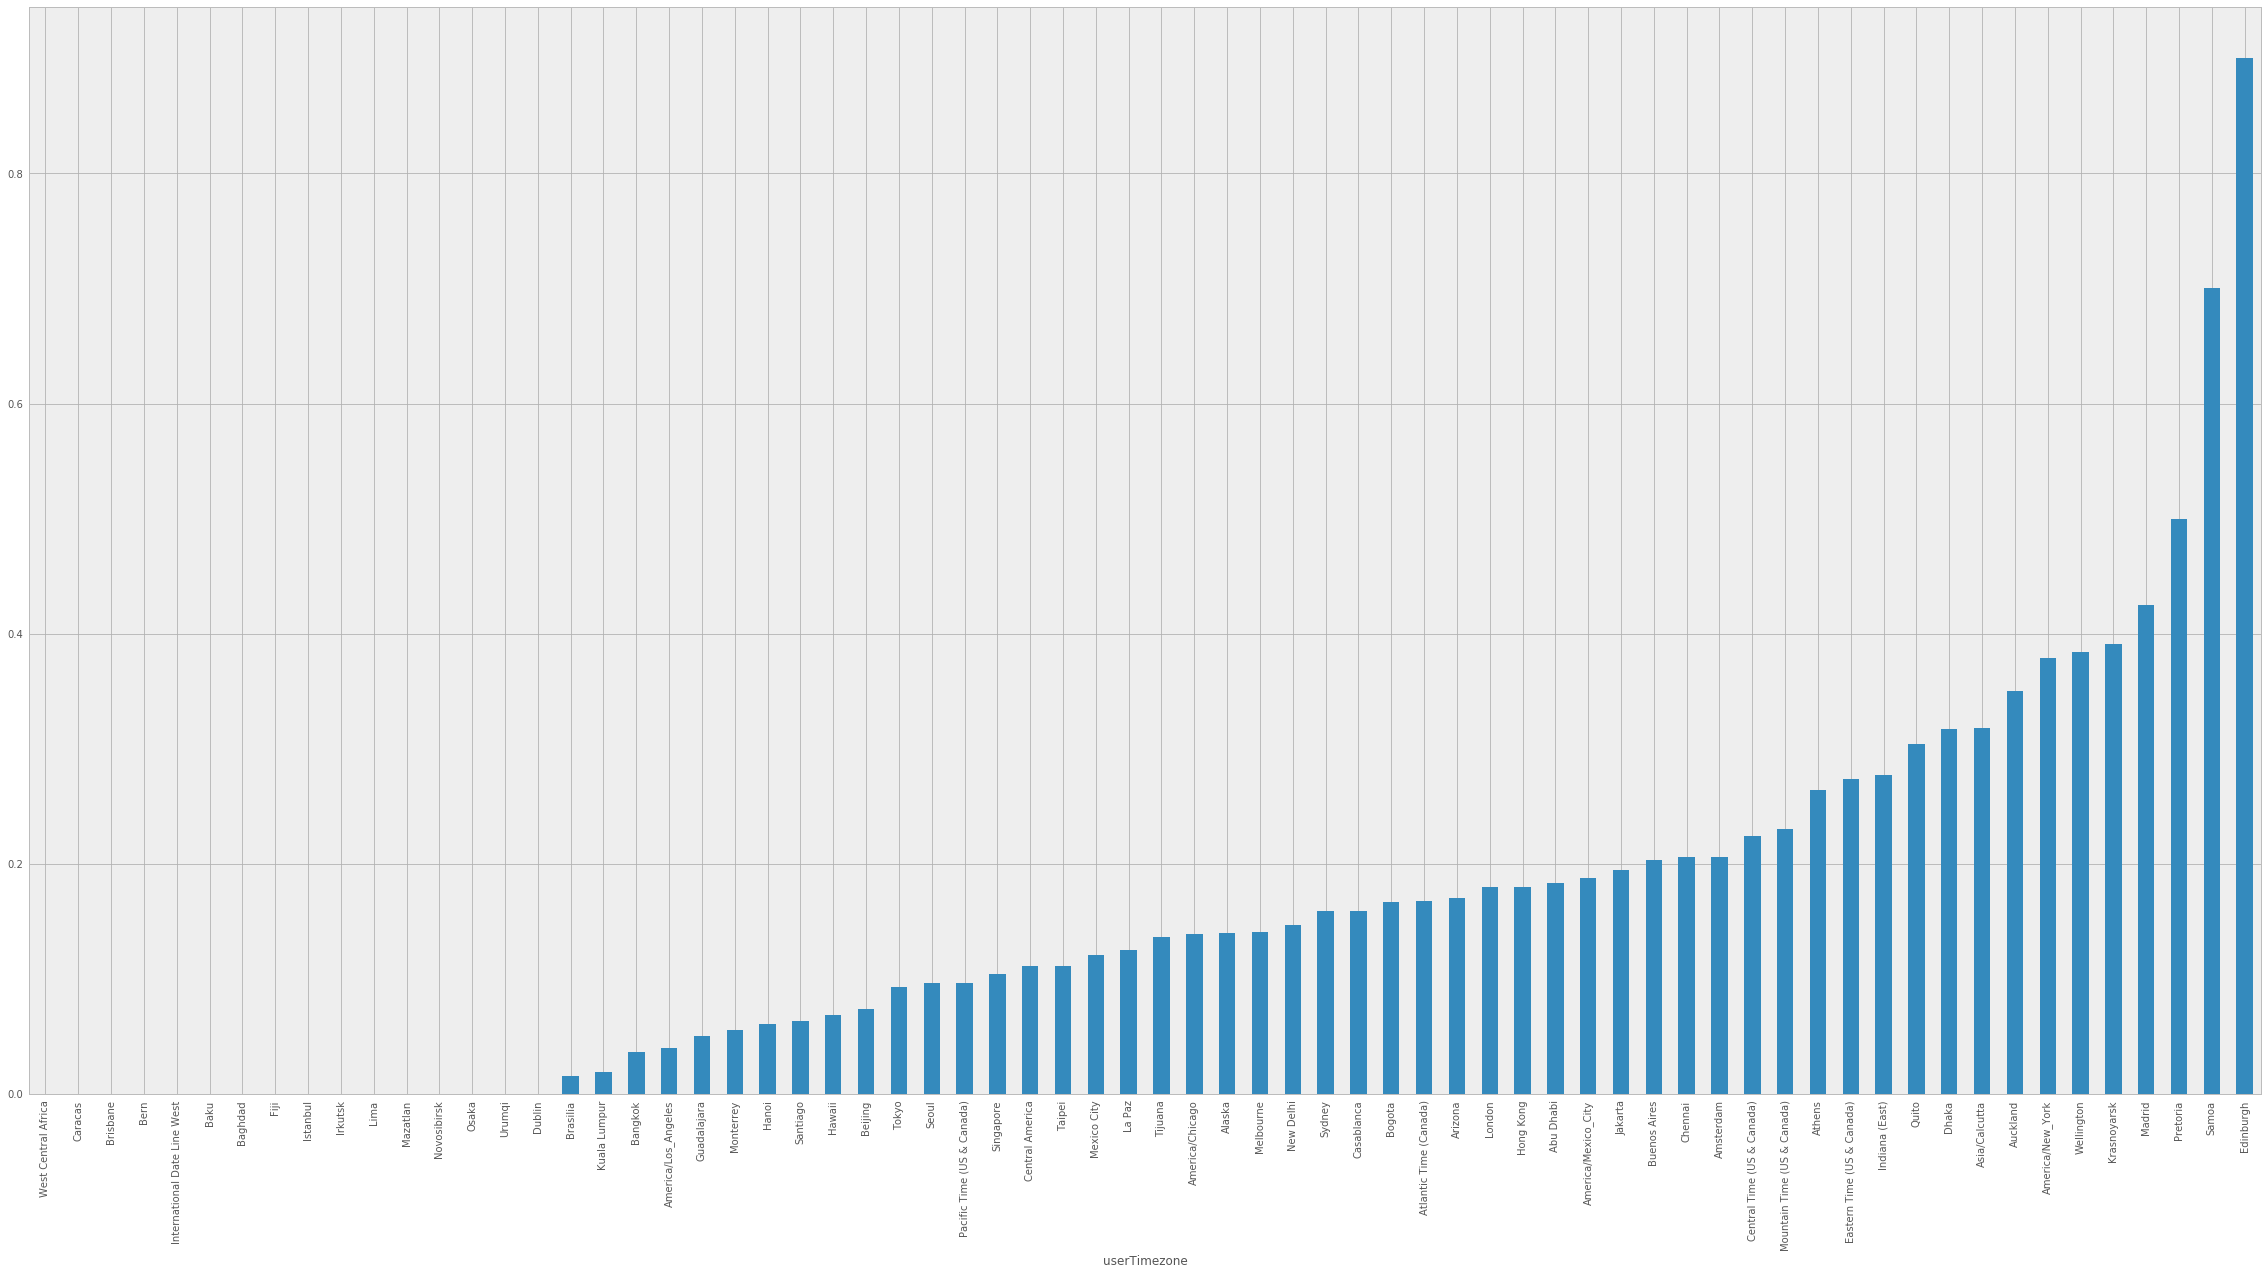 0.8
0.6
0.4
0.2
0.0
West Central Africa
Caracas
Brisbane
Bern
International Date Line West
Baku
Baghdad
Fiji
Istanbul
Irkutsk
Lima
Mazatlan
Novosibirsk
Osaka
Urumqi
Dublin
Brasilia
Kuala Lumpur
Bangkok
America/Los_Angeles
Guadalajara
Monterrey
Hanoi
Santiago
Hawaii
Beijing
Tokyo
Seoul
Pacific Time (US & Canada)
Singapore
Central America
Taipei
Mexico City
La Paz
Tijuana
America/Chicago
Alaska
Melbourne
New Delhi
Sydney
Casablanca
Bogota
Atlantic Time (Canada)
Arizona
London
Hong Kong
Abu Dhabi
America/Mexico_City
Jakarta
Buenos Aires
Chennai
Amsterdam
Central Time (US & Canada)
Mountain Time (US & Canada)
Athens
Eastern Time (US & Canada)
Indiana (East)
Quito
Dhaka
Asia/Calcutta
Auckland
America/New_York
Wellington
Krasnoyarsk
Madrid
Pretoria
Samoa
Edinburgh
userTimezone